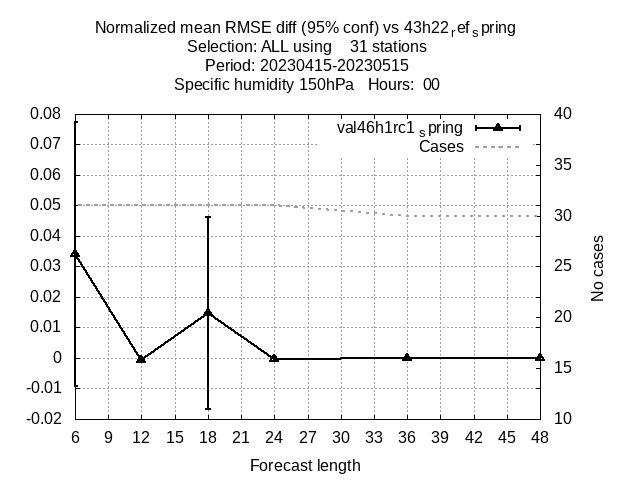 Normalized mean RMSE diff (95% conf) vs 43h22refspring
Selection: ALL using 31 stations
Period: 20230415-20230515
Specific humidity 150hPa Hours: 00
val46h1rc1spring
Cases
0.08
0.07
0.06
0.05
0.04
0.03
0.02
0.01
0
-0.01
-0.02
40
35
30
25
20
15
10
No cases
6 9 12 15 18 21 24 27 30 33 36 39 42 45 48
Forecast length